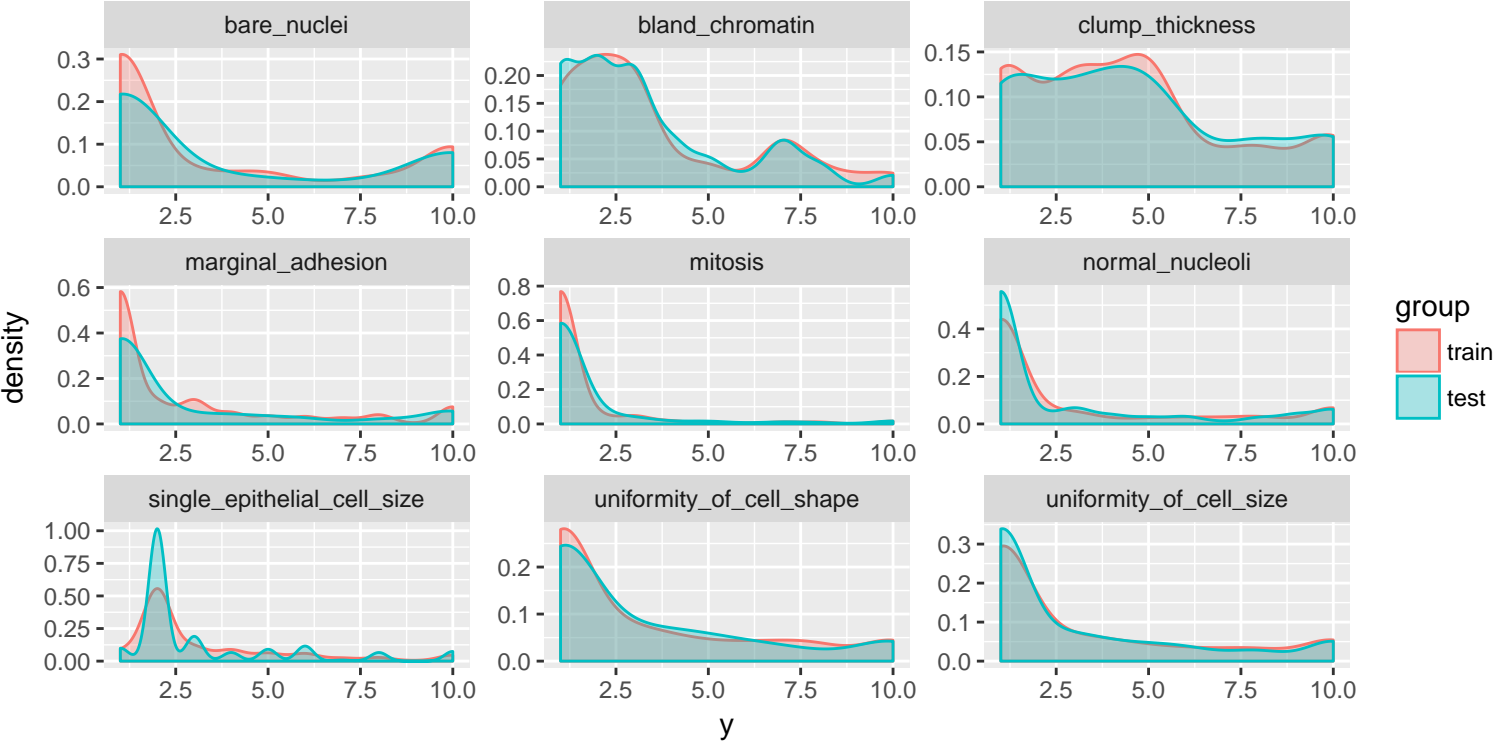 bare_nuclei
bland_chromatin
clump_thickness
0.3
0.2
0.1
0.0
2.5 5.0 7.5 10.0
0.20
0.15
0.10
0.05
0.00
2.5 5.0 7.5 10.0
0.15
0.10
0.05
0.00
2.5 5.0 7.5 10.0
marginal_adhesion
mitosis
normal_nucleoli
0.6
0.4
0.2
0.0
2.5 5.0 7.5 10.0
0.8
0.6
0.4
0.2
0.0
2.5 5.0 7.5 10.0
0.4
0.2
0.0
2.5 5.0 7.5 10.0
single_epithelial_cell_size
uniformity_of_cell_shape
uniformity_of_cell_size
1.00
0.75
0.50
0.25
0.00
2.5 5.0 7.5 10.0
0.2
0.1
0.0
2.5 5.0 7.5 10.0
0.3
0.2
0.1
0.0
2.5 5.0 7.5 10.0
density
y
group
train
test